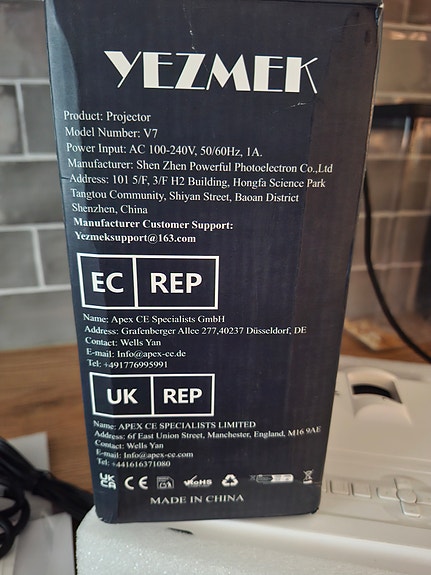 YEZMEK
Product: Projector
Model Number: V7
Power Input: AC 100-240V, 50/60Hz, 1A.
Manufacturer: Shen Zhen Powerful Photoelectron Co.,Ltd
Address: 101 5/F, 3/F H2 Building, Hongfa Science Park
Tangtou Community, Shiyan Street, Baoan District
Shenzhen, China
Manufacturer Customer Support:
Yezmeksupport@163.com
EC REP
Name: Apex CE Specialists GmbH
Address: Grafenberger Allee 277,40237 Düsseldorf, DE
Contact: Wells Yan
E-mail: Info@apex-ce.de
Tel: +491776995991
UK REP
Name: APEX CE SPECIALISTS LIMITED
Address: 6f East Union Street, Manchester, England, M16 9AE
Contact: Wells Yan
E-mail: Info@apex-ce.com
Tel: +441616371080
UK CA CE RoHS
MADE IN CHINA